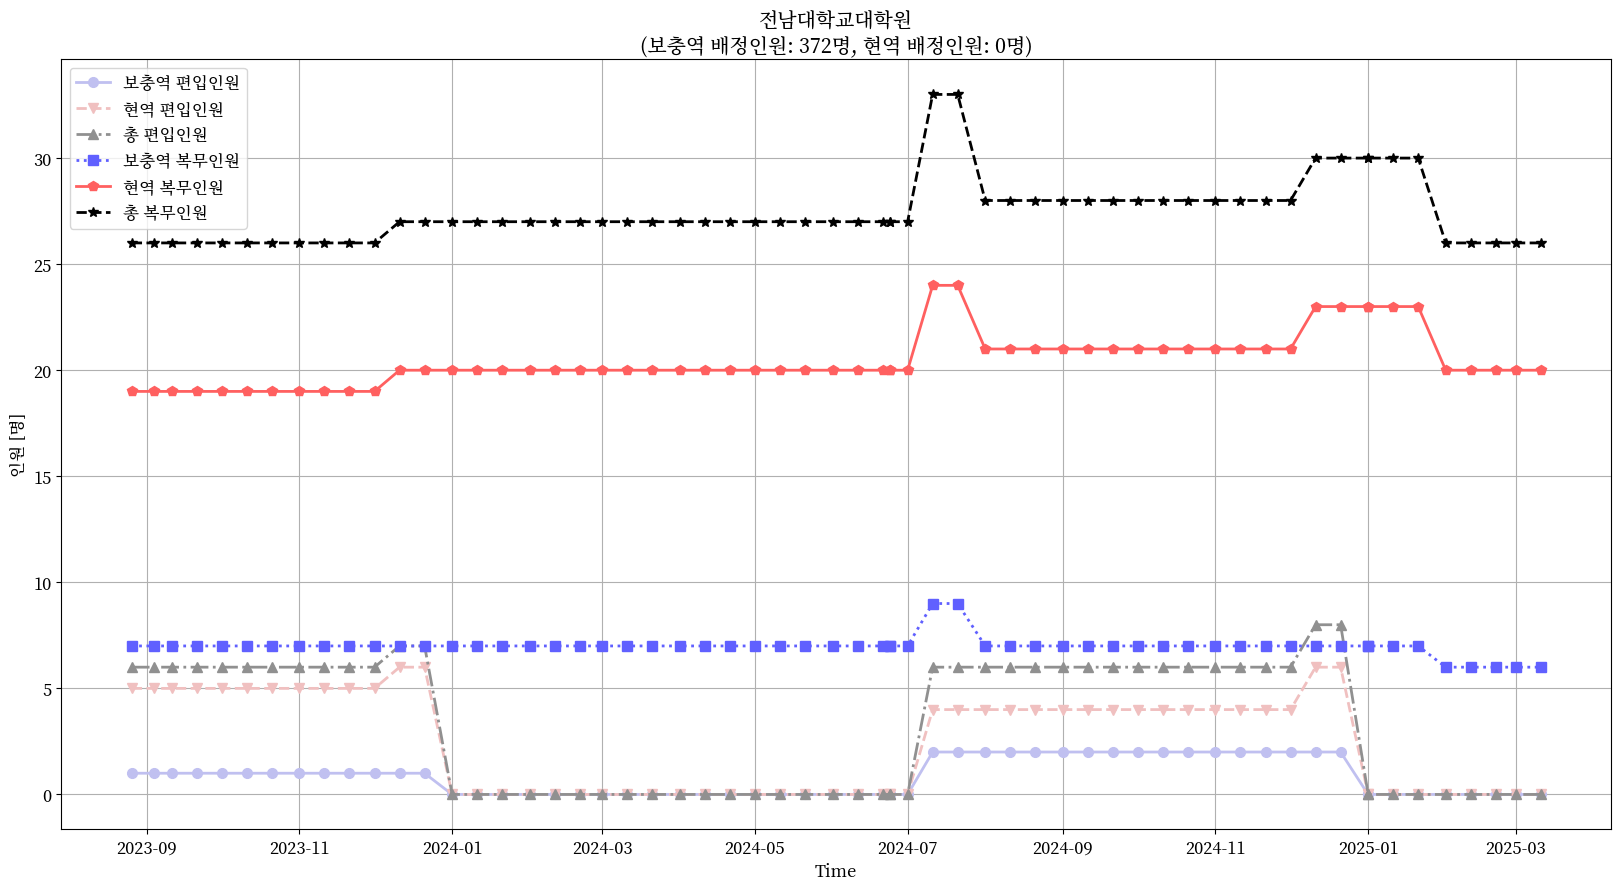 전남대학교대학원
(보충역 배정인원: 372명, 현역 배정인원: 0명)
보충역 편입인원
현역 편입인원
총 편입인원
보충역 복무인원
현역 복무인원
총 복무인원
30
25
20
15
10
5
0
인원 [명]
2023-09 2023-11 2024-01 2024-03 2024-05 2024-07 2024-09 2024-11 2025-01 2025-03
Time